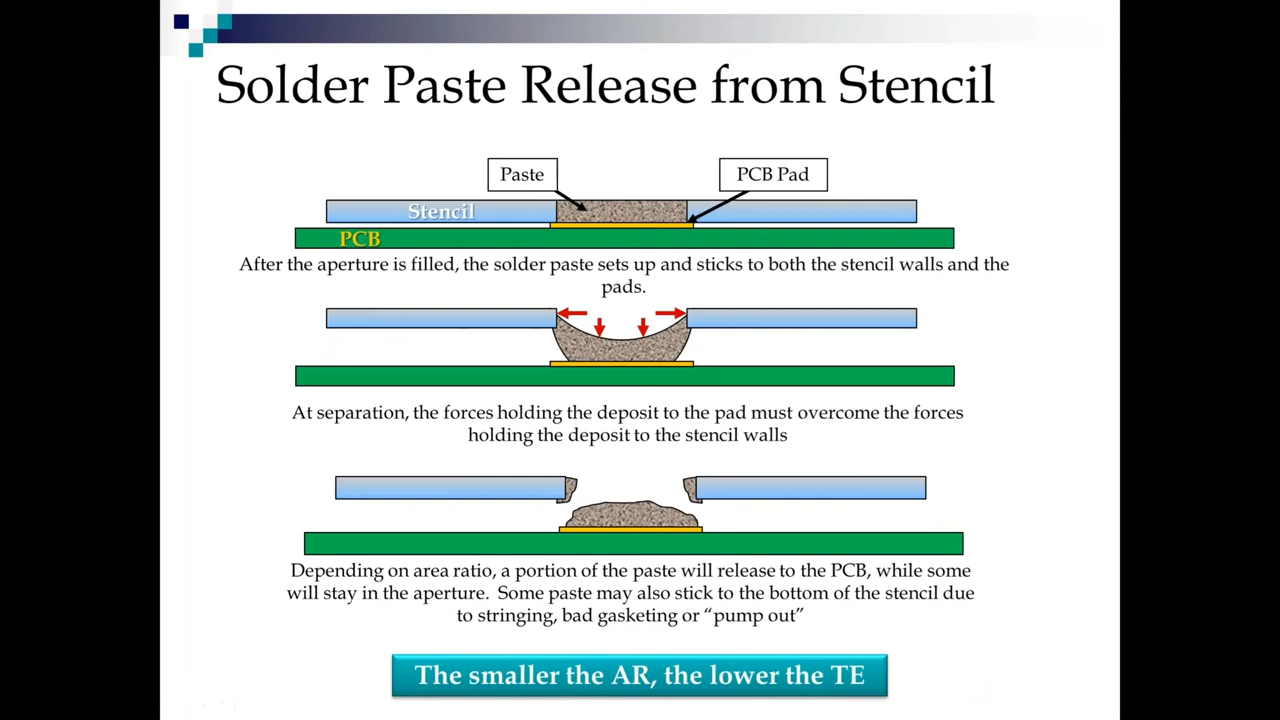 Solder Paste Release from Stencil
Paste
PCB Pad
Stencil
PCB
After the aperture is filled, the solder paste sets up and sticks to both the stencil walls and the
pads.
At separation, the forces holding the deposit to the pad must overcome the forces
holding the deposit to the stencil walls
Depending on area ratio, a portion of the paste will release to the PCB, while some
will stay in the aperture.  Some paste may also stick to the bottom of the stencil due
to stringing, bad gasketing or “pump out”
The smaller the AR, the lower the TE